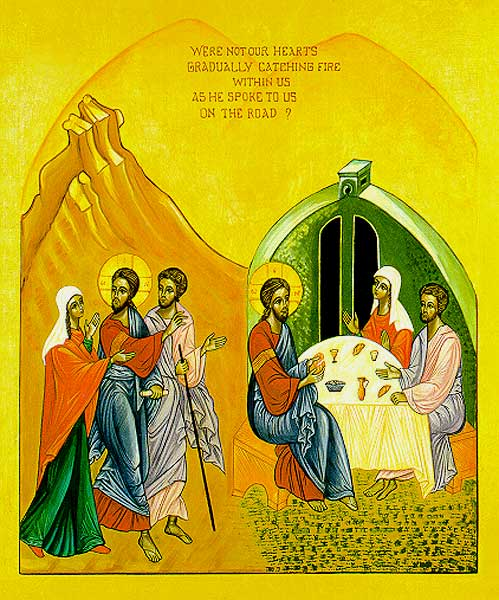 WERE NOT OUR HEARTS
GRADUALLY CATCHING FIRE
WITHIN US
AS HE SPOKE TO US
ON THE ROAD ?